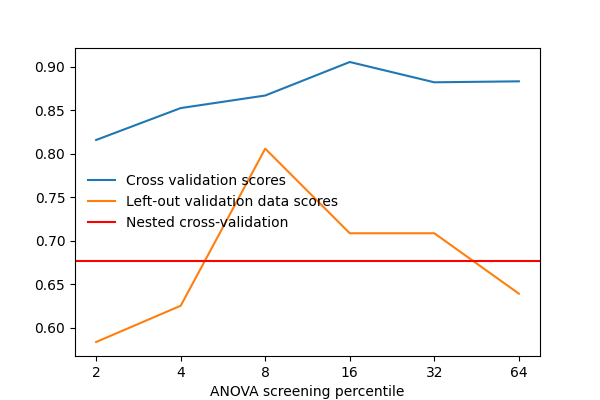 0.90
0.85
0.80
0.75
0.70
0.65
0.60
Cross validation scores
Left-out validation data scores
Nested cross-validation
2 4 8 16 32 64
ANOVA screening percentile